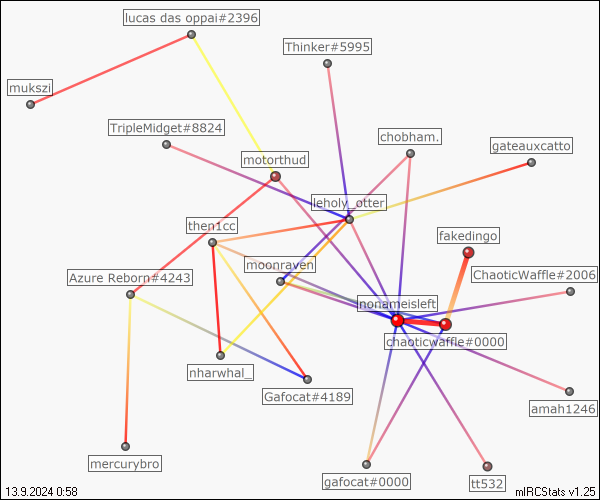 lucas das oppai#2396
Thinker#5995
mukszi
TripleMidget#8824
chobham.
gateauxcatto
motorthud
leholy_otter
then1cc
fakedingo
moonraven
Azure Reborn#4243
ChaoticWaffle#2006
nonameisleft
chaoticwaffle#0000
nharwhal_
Gafocat#4189
amah1246
mercurybro
gafocat#0000
tt532
13.9.2024 0:58
mIRCStats v1.25